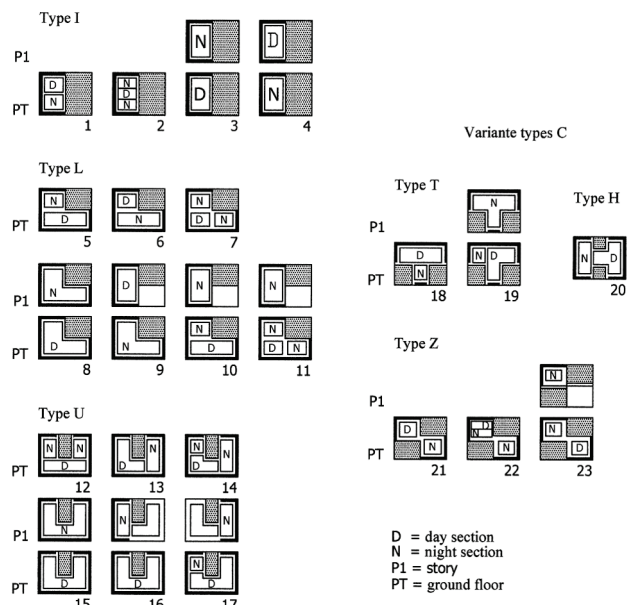 Type I
P1
N D
D
N
N
D
N
D N
PT
1 2 3 4
Type L
N D N
D N D N
PT
5 6 7
P1
N D N N
PT
D N N D N D N
8 9 10 11
Type U
PT
N N D D N N D N
12 13 14
P1
N N N
PT
D D N D
15 16 17
Variante types C
Type T
Type H
P1
N
PT
D N N D
18 19
N D
20
Type Z
P1
N
PT
D N D N N N D
21 22 23
D = day section
N = night section
P1 = story
PT = ground floor